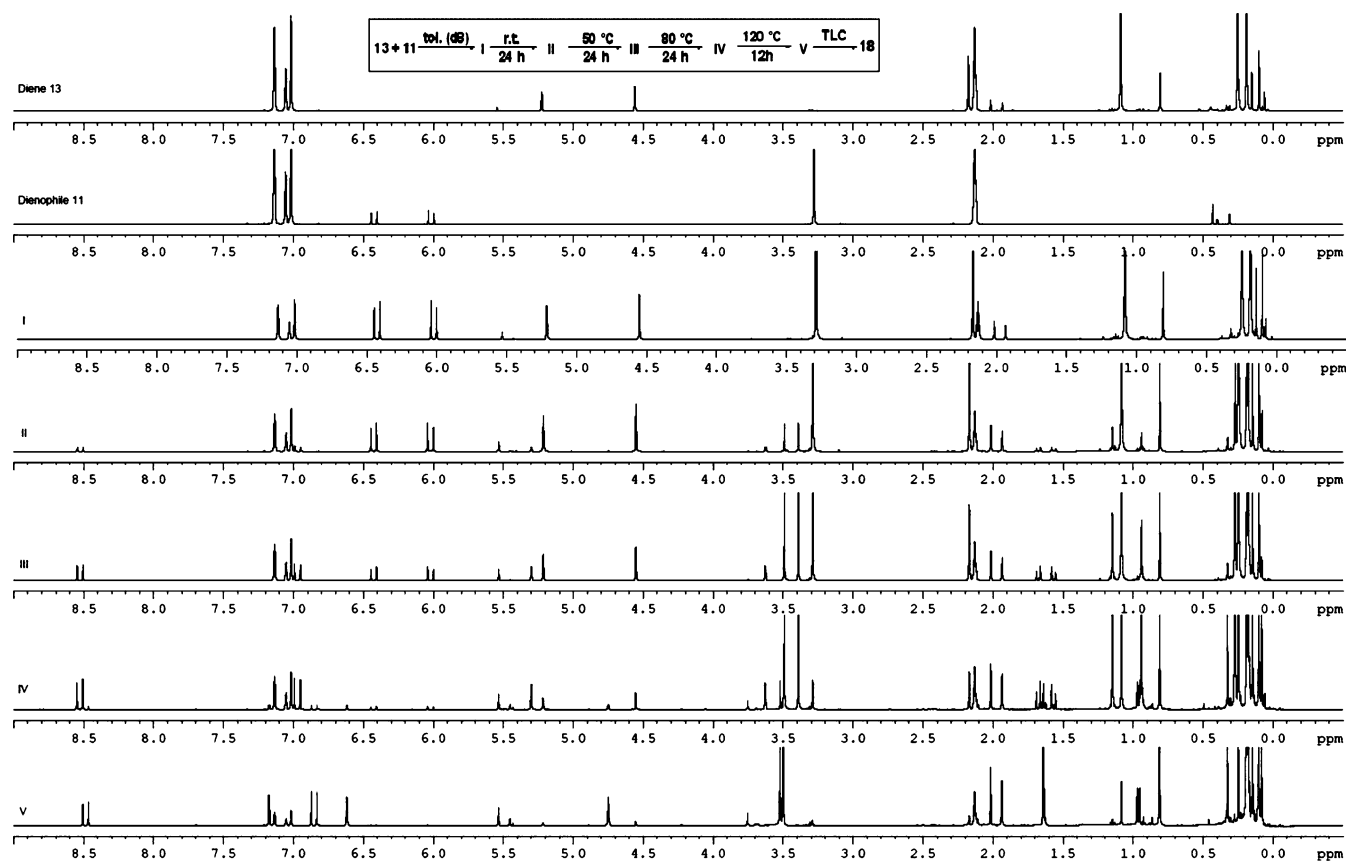 tol. (d8) r.t. 50 °C 80 °C 120 °C TLC
13 + 11 I II III IV V 18
24 h 24 h 24 h 12h
Diene 13
8.5 8.0 7.5 7.0 6.5 6.0 5.5 5.0 4.5 4.0 3.5 3.0 2.5 2.0 1.5 1.0 0.5 0.0 ppm
Dienophile 11
8.5 8.0 7.5 7.0 6.5 6.0 5.5 5.0 4.5 4.0 3.5 3.0 2.5 2.0 1.5 1.0 0.5 0.0 ppm
I
8.5 8.0 7.5 7.0 6.5 6.0 5.5 5.0 4.5 4.0 3.5 3.0 2.5 2.0 1.5 1.0 0.5 0.0 ppm
II
8.5 8.0 7.5 7.0 6.5 6.0 5.5 5.0 4.5 4.0 3.5 3.0 2.5 2.0 1.5 1.0 0.5 0.0 ppm
III
8.5 8.0 7.5 7.0 6.5 6.0 5.5 5.0 4.5 4.0 3.5 3.0 2.5 2.0 1.5 1.0 0.5 0.0 ppm
IV
8.5 8.0 7.5 7.0 6.5 6.0 5.5 5.0 4.5 4.0 3.5 3.0 2.5 2.0 1.5 1.0 0.5 0.0 ppm
V
8.5 8.0 7.5 7.0 6.5 6.0 5.5 5.0 4.5 4.0 3.5 3.0 2.5 2.0 1.5 1.0 0.5 0.0 ppm